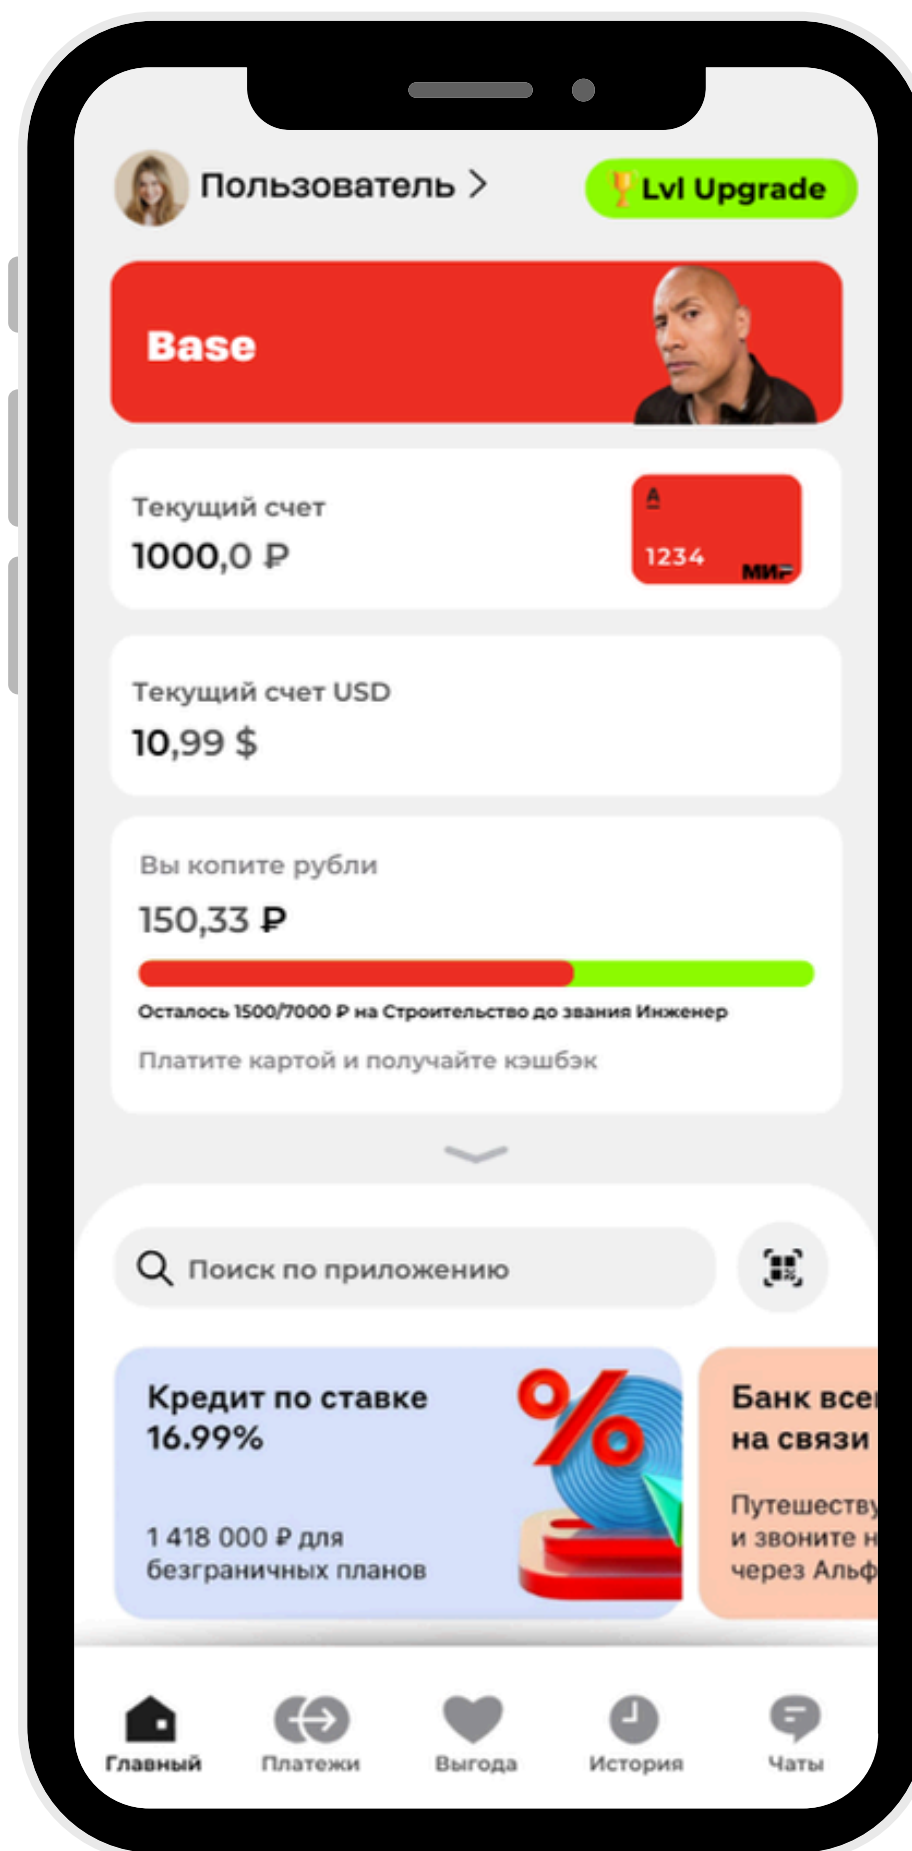 Пользователь
Lvl Upgrade
Base
Текущий счет
1000,0 ₽
А
1234
МИР
Текущий счет USD
10,99 $
Вы копите рубли
150,33 ₽
Осталось 1500/7000 ₽ на Строительство до звания Инженер
Платите картой и получайте кэшбэк
Поиск по приложению
Кредит по ставке
16.99%
1 418 000 ₽ для
безграничных планов
Банк все
на связи
Путешеству
и звоните н
через Альф
Главный
Платежи
Выгода
История
Чаты